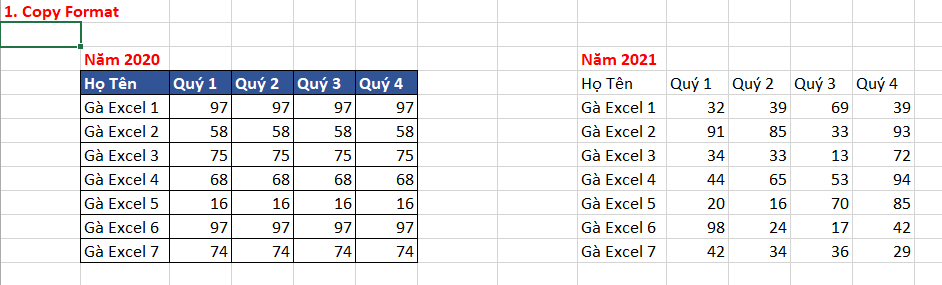 1. Copy Format
Năm 2020 Năm 2021
Họ Tên Quý 1 Quý 2 Quý 3 Quý 4 Họ Tên Quý 1 Quý 2 Quý 3 Quý 4
Gà Excel 1 97 97 97 97 Gà Excel 1 32 39 69 39
Gà Excel 2 58 58 58 58 Gà Excel 2 91 85 33 93
Gà Excel 3 75 75 75 75 Gà Excel 3 34 33 13 72
Gà Excel 4 68 68 68 68 Gà Excel 4 44 65 53 94
Gà Excel 5 16 16 16 16 Gà Excel 5 20 16 70 85
Gà Excel 6 97 97 97 97 Gà Excel 6 98 24 17 42
Gà Excel 7 74 74 74 74 Gà Excel 7 42 34 36 29